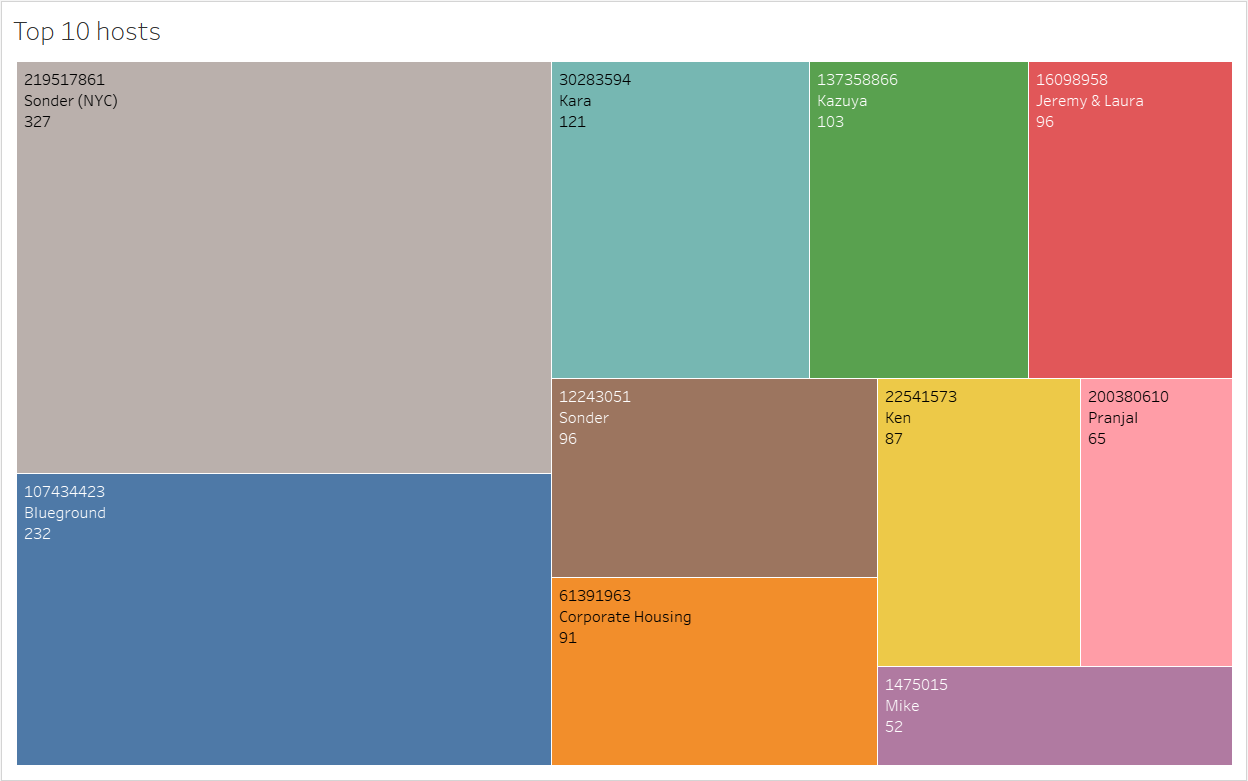 Top 10 hosts
219517861
Sonder (NYC)
327
30283594
Kara
121
137358866
Kazuya
103
16098958
Jeremy & Laura
96
12243051
Sonder
96
22541573
Ken
87
200380610
Pranjal
65
107434423
Blueground
232
61391963
Corporate Housing
91
1475015
Mike
52